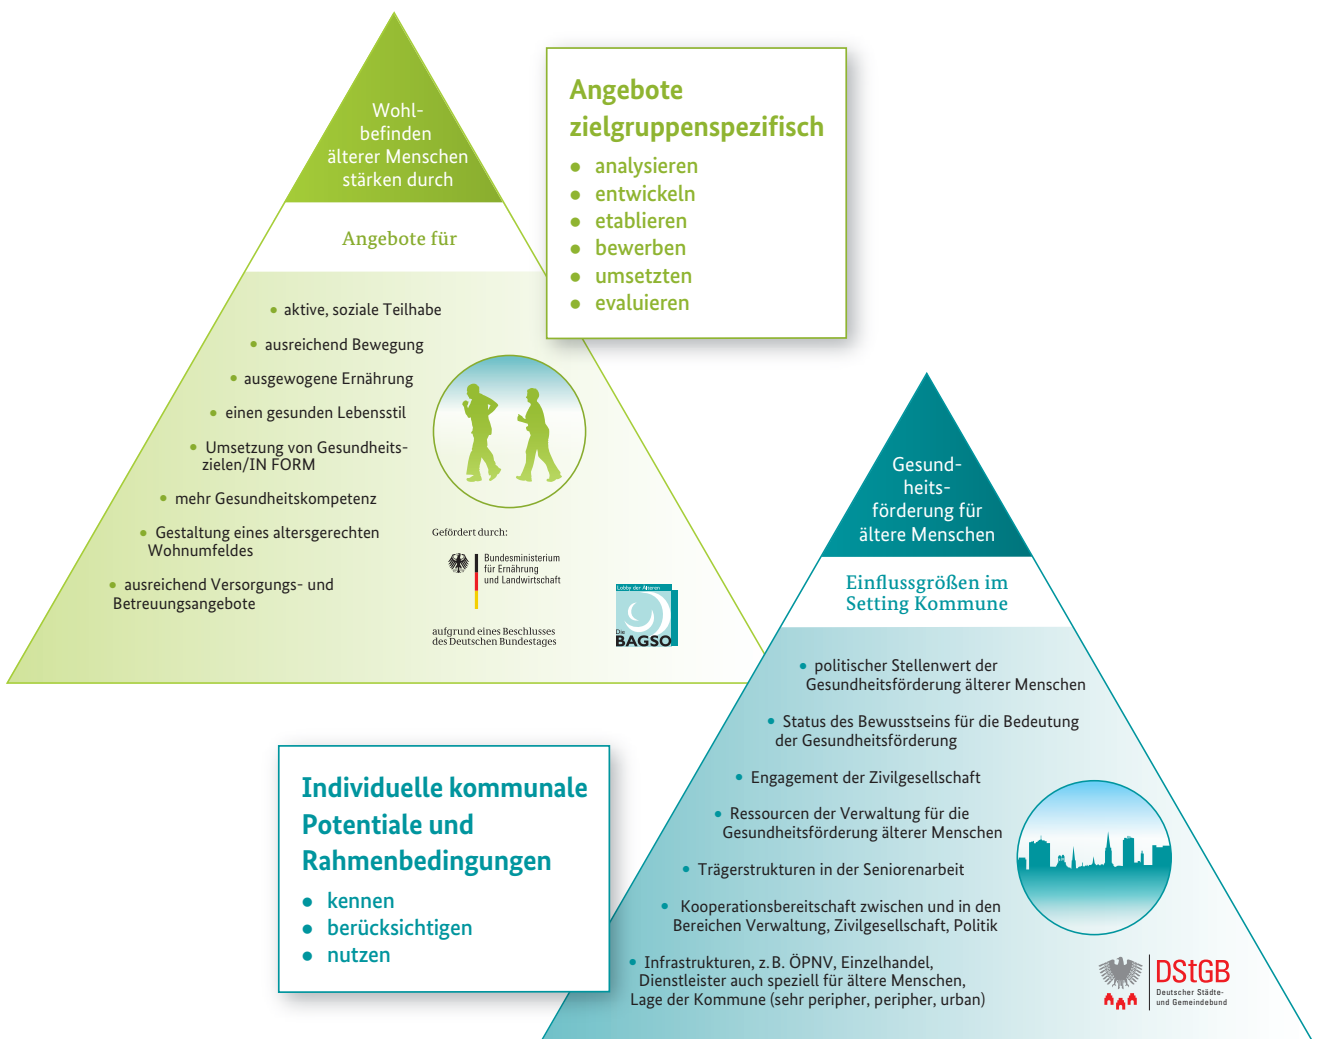 Wohl-
befinden
älterer Menschen
stärken durch
Angebote für
• aktive, soziale Teilhabe
• ausreichend Bewegung
• ausgewogene Ernährung
• einen gesunden Lebensstil
• Umsetzung von Gesundheits-
zielen/IN FORM
• mehr Gesundheitskompetenz
• Gestaltung eines altersgerechten
Wohnumfeldes
• ausreichend Versorgungs- und
Betreuungsangebote
Gefördert durch:
Bundesministerium
für Ernährung
und Landwirtschaft
aufgrund eines Beschlusses
des Deutschen Bundestages
Lobby der Älteren
Die
BAGSO
Angebote
zielgruppenspezifisch
• analysieren
• entwickeln
• etablieren
• bewerben
• umsetzten
• evaluieren
Individuelle kommunale
Potentiale und
Rahmenbedingungen
• kennen
• berücksichtigen
• nutzen
Gesund-
heits-
förderung für
ältere Menschen
Einflussgrößen im
Setting Kommune
• politischer Stellenwert der
Gesundheitsförderung älterer Menschen
• Status des Bewusstseins für die Bedeutung
der Gesundheitsförderung
• Engagement der Zivilgesellschaft
• Ressourcen der Verwaltung für die
Gesundheitsförderung älterer Menschen
• Trägerstrukturen in der Seniorenarbeit
• Kooperationsbereitschaft zwischen und in den
Bereichen Verwaltung, Zivilgesellschaft, Politik
• Infrastrukturen, z. B. ÖPNV, Einzelhandel,
Dienstleister auch speziell für ältere Menschen,
Lage der Kommune (sehr peripher, peripher, urban)
DStGB
Deutscher Städte-
und Gemeindebund